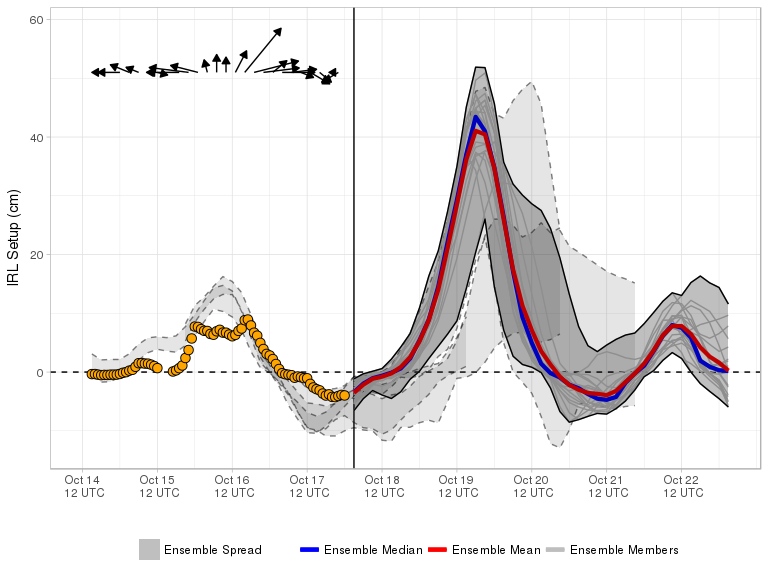 60
40
20
0
IRL Setup (cm)
Oct 14 Oct 15 Oct 16 Oct 17 Oct 18 Oct 19 Oct 20 Oct 21 Oct 22
12 UTC 12 UTC 12 UTC 12 UTC 12 UTC 12 UTC 12 UTC 12 UTC 12 UTC
Ensemble Spread Ensemble Median Ensemble Mean Ensemble Members